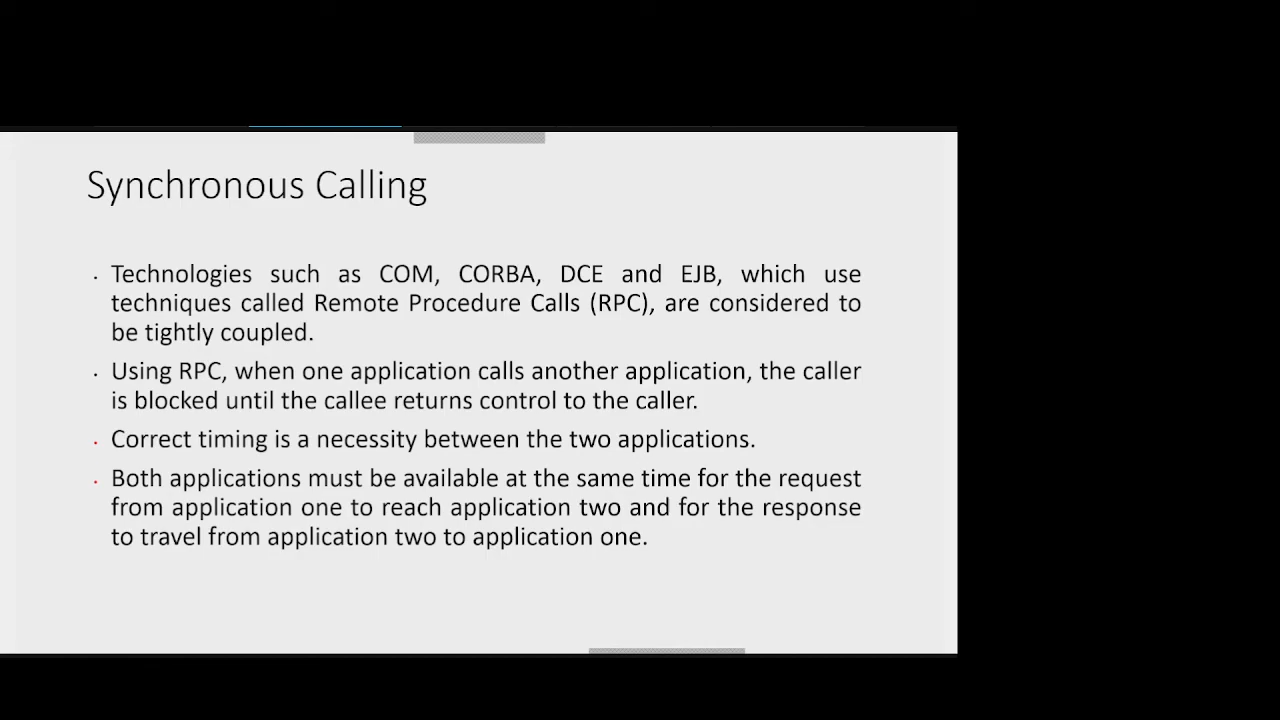 Synchronous Calling
· Technologies such as COM, CORBA, DCE and EJB, which use
techniques called Remote Procedure Calls (RPC), are considered to
be tightly coupled.
· Using RPC, when one application calls another application, the caller
is blocked until the callee returns control to the caller.
· Correct timing is a necessity between the two applications.
· Both applications must be available at the same time for the request
from application one to reach application two and for the response
to travel from application two to application one.